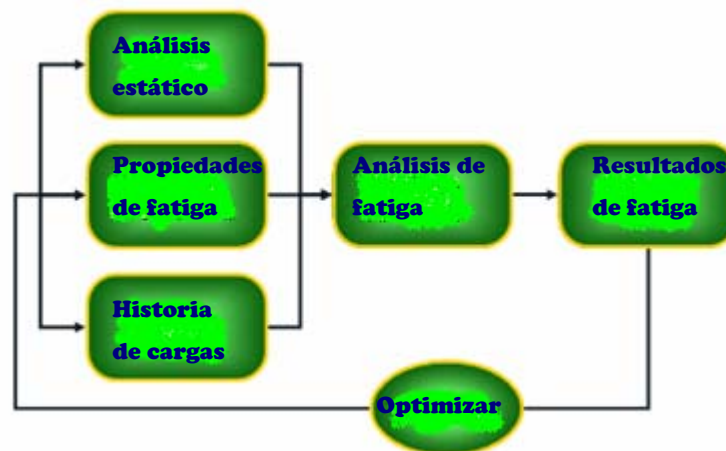 Análisis
estático
Propiedades
de fatiga
Análisis de
fatiga
Resultados
de fatiga
Historia
de cargas
Optimizar